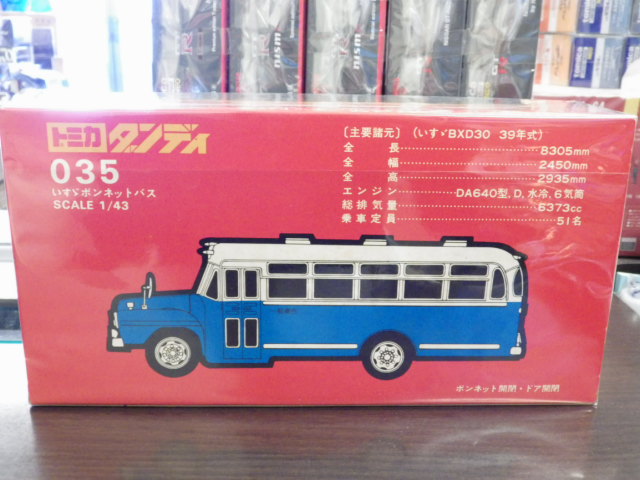 トミカ ダンディ
035
いすゞボンネットバス
SCALE 1/43
〔主要諸元〕 (いすゞBXD30 39年式)
全長 8305mm
全幅 2450mm
全高 2935mm
エンジン DA640型, D, 水冷, 6気筒
総排気量 6373cc
乗車定員 51名
ボンネット開閉・ドア開閉
nismo
nismo